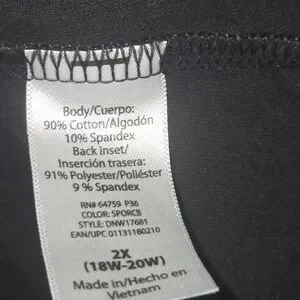 Body/Cuerpo:
90% Cotton/Algodón
10% Spandex
Back inset/
Inserción trasera:
91% Polyester/Poliéster
9% Spandex
RN# 64759 P36
COLOR: SPORCB
STYLE: DNW17681
EAN/UPC 01131180210
2X
(18W-20W)
Made in/Hecho en
Vietnam